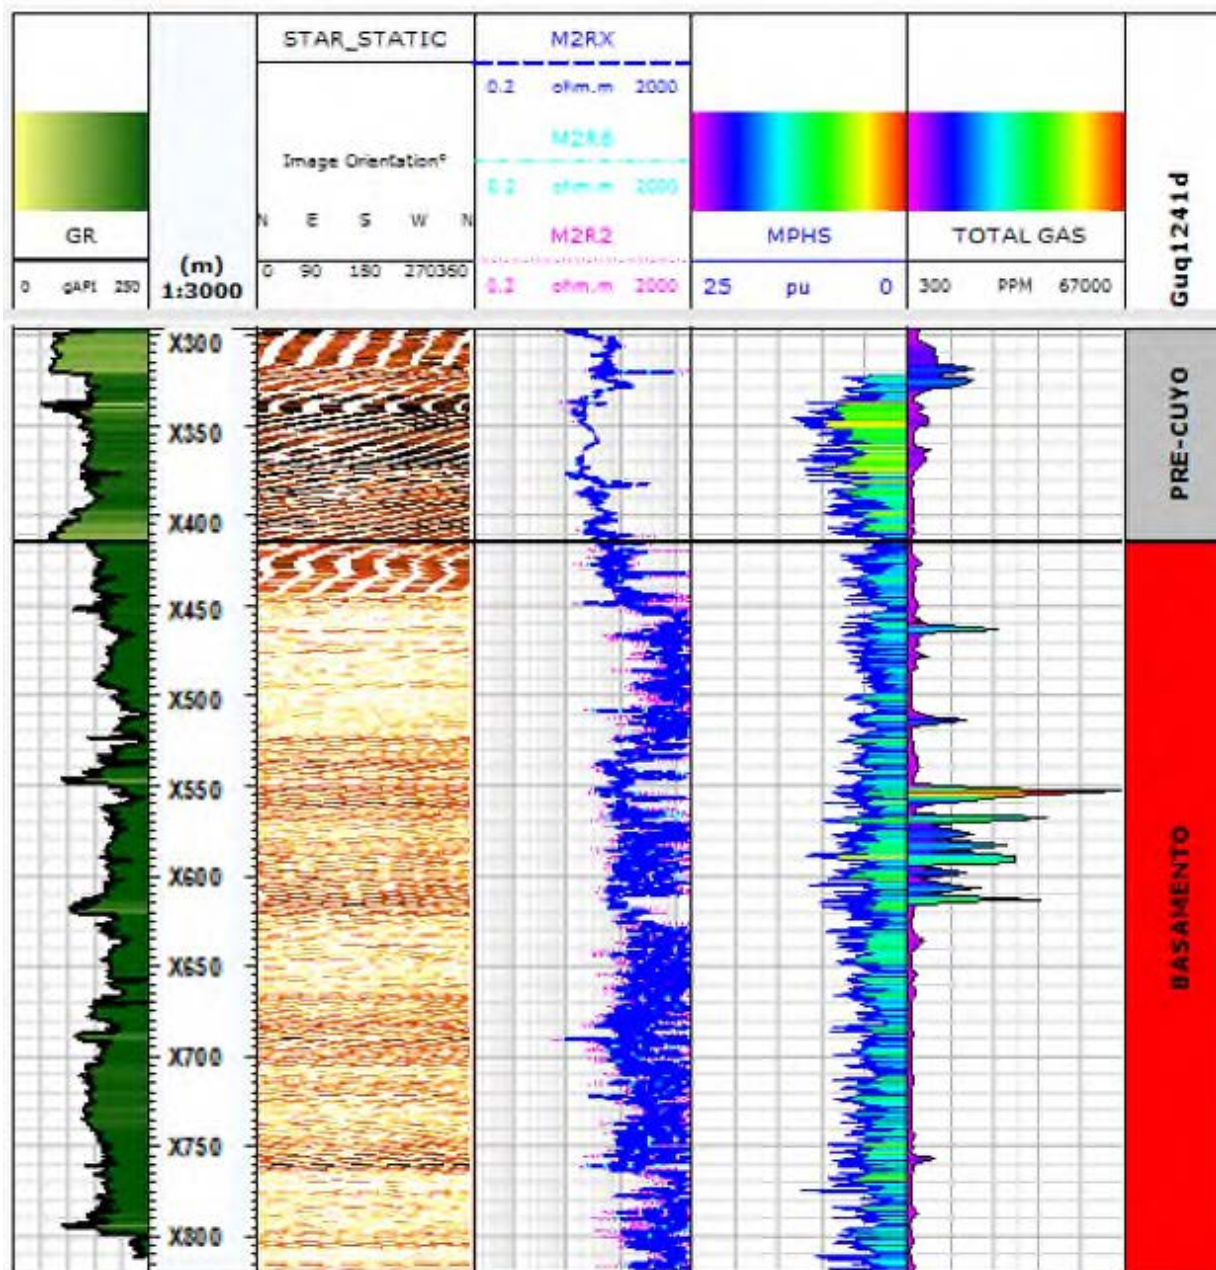 STAR_STATIC
Image Orientation°
N E S W N
0 90 180 270360
GR
0 gAPI 250
(m)
1:3000
M2RX
0.2 ohm.m 2000
M2R6
0.2 ohm.m 2000
M2R2
0.2 ohm.m 2000
MPHS
25 pu 0
TOTAL GAS
300 PPM 67000
Guq1241d
X300
X350
X400
X450
X500
X550
X600
X650
X700
X750
X800
PRE-CUYO
BASAMENTO